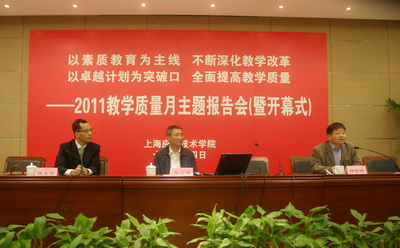 以素质教育为主线 不断深化教学改革
以卓越计划为突破口 全面提高教学质量
——2011教学质量月主题报告会(暨开幕式)
上海应 技术学院
日